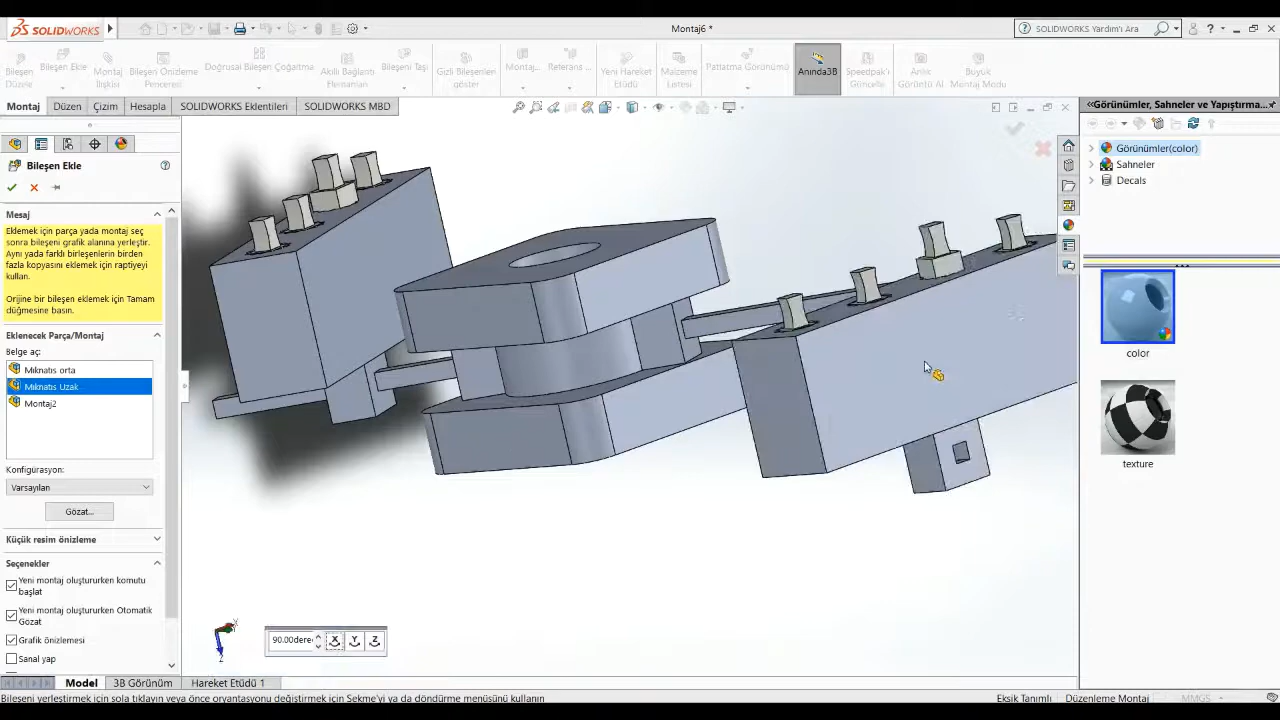 SOLIDWORKS
Montaj6 *
SOLIDWORKS Yardım'ı Ara
Bileşen
Düzenle
Bileşen Ekle
Montaj
İlişkisi
Bileşen Önizleme
Penceresi
Doğrusal Bileşen Çoğaltma
Akıllı Bağlantı
Elemanları
Bileşeni Taşı
Gizli Bileşenleri
göster
Montaj...
Referans ...
Yeni Hareket
Etüdü
Malzeme
Listesi
Patlatma Görünümü
Anında3B
Speedpak'i
Güncelle
Anlık
Görüntü Al
Büyük
Montaj Modu
Montaj
Düzen
Çizim
Hesapla
SOLIDWORKS Eklentileri
SOLIDWORKS MBD
Görünümler, Sahneler ve Yapıştırma...
Bileşen Ekle
Mesaj
Eklemek için parça yada montaj seç
sonra bileşeni grafik alanına yerleştir.
Aynı yada farklı birleşenlerin birden
fazla kopyasını eklemek için raptiyeyi
kullan.
Orijine bir bileşen eklemek için Tamam
düğmesine basın.
Eklenecek Parça/Montaj
Belge aç:
Mıknatıs orta
Mıknatıs Uzak
Montaj2
Konfigürasyon:
Varsayılan
Gözat...
Küçük resim önizleme
Seçenekler
Yeni montaj oluştururken komutu
başlat
Yeni montaj oluştururken Otomatik
Gözat
Grafik önizlemesi
Sanal yap
90.00dere
X
Y
Z
Y
Z
Görünümler(color)
Sahneler
Decals
color
texture
Model
3B Görünüm
Hareket Etüdü 1
Bileşeni yerleştirmek için sola tıklayın veya önce oryantasyonu değiştirmek için Sekme'yi ya da döndürme menüsünü kullanın
Eksik Tanımlı
Düzenleme Montaj
MMGS